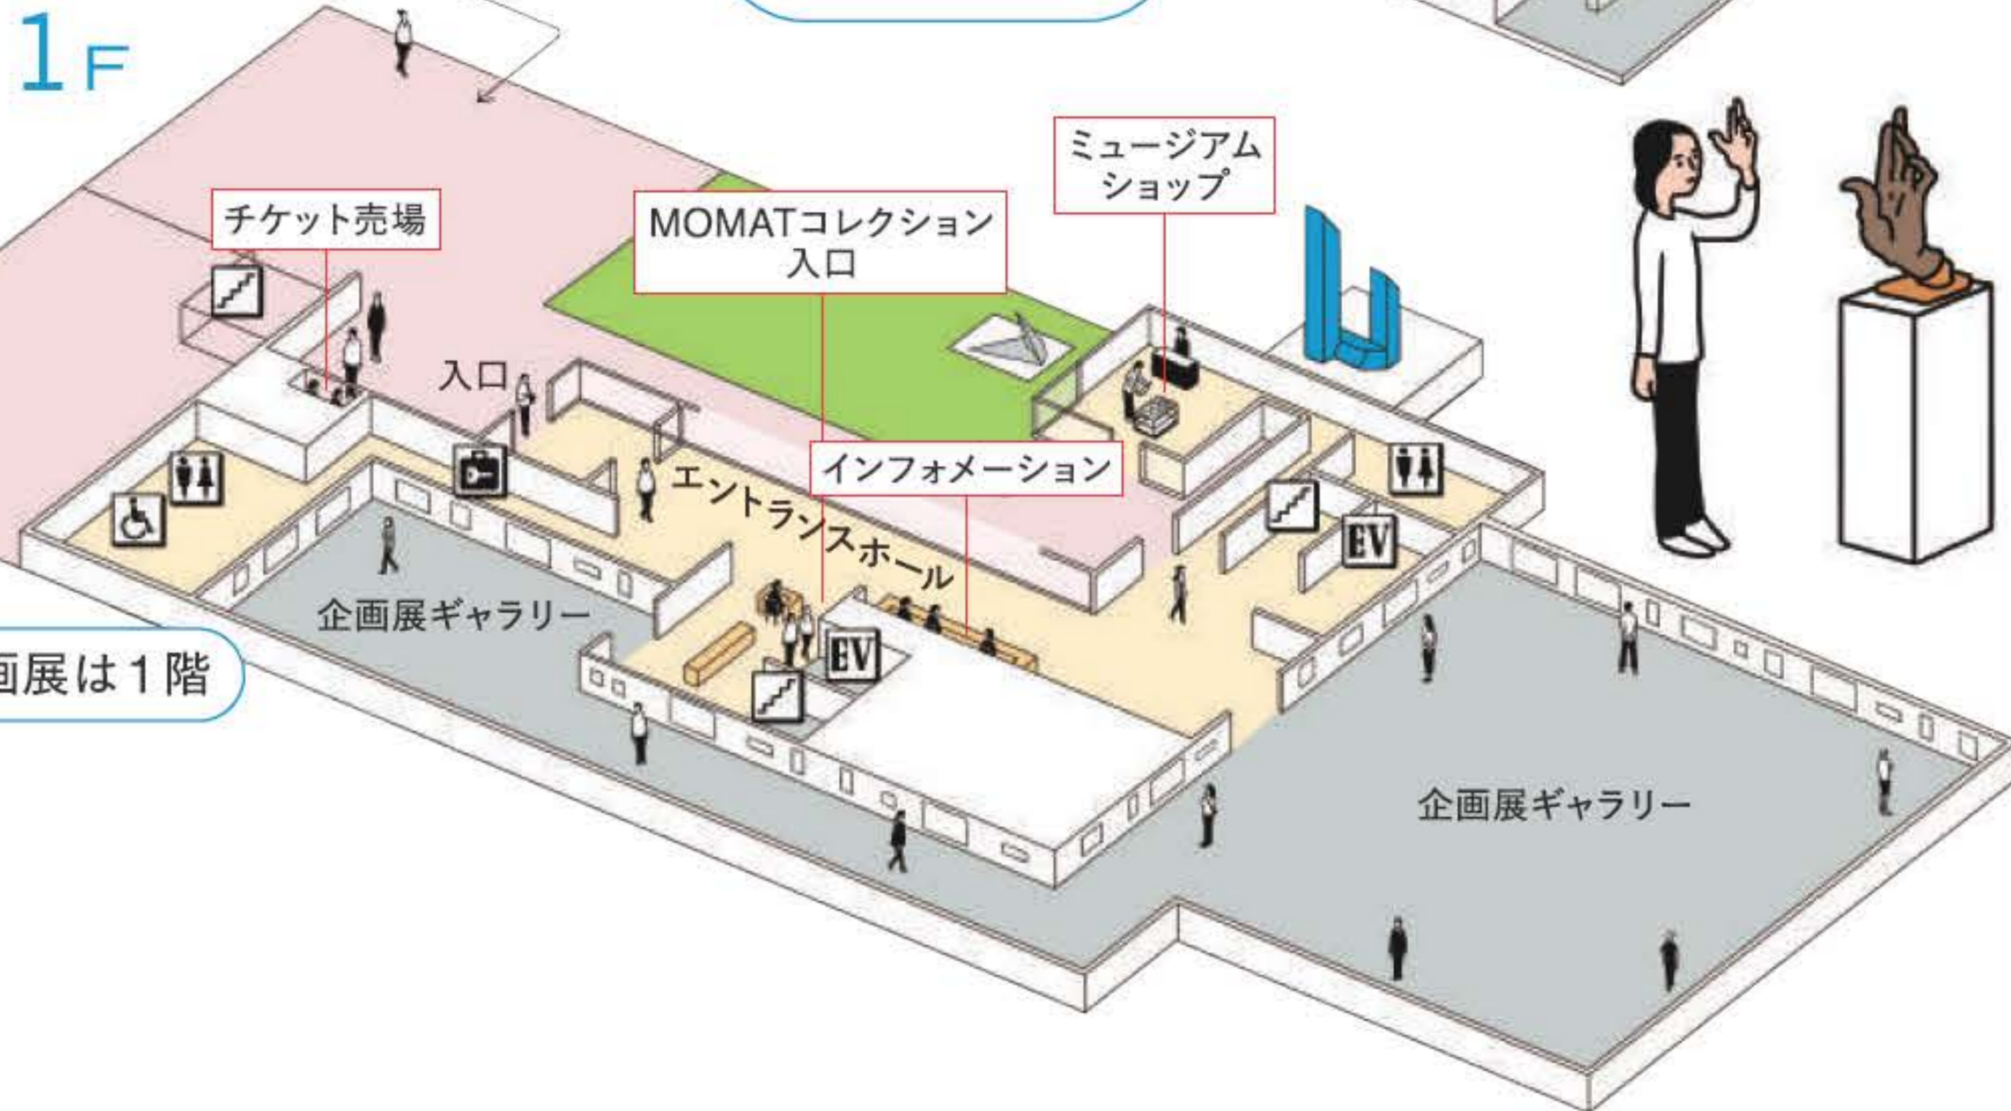 1F
チケット売場
MOMATコレクション
入口
ミュージアム
ショップ
入口
エントランスホール
インフォメーション
EV
企画展ギャラリー
EV
画展は1階
企画展ギャラリー